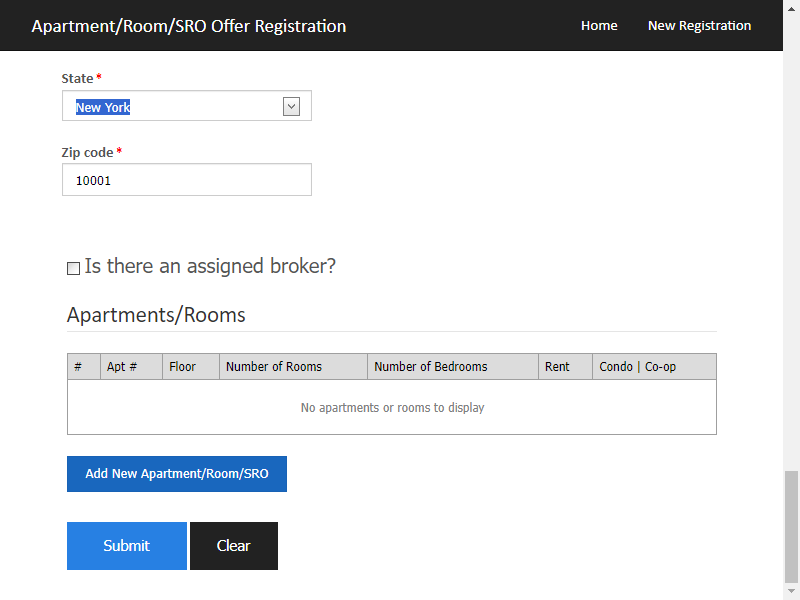 Apartment/Room/SRO Offer Registration Home New Registration
State *
New York
Zip code *
10001
Is there an assigned broker?
Apartments/Rooms
# Apt # Floor Number of Rooms Number of Bedrooms Rent Condo | Co-op
No apartments or rooms to display
Add New Apartment/Room/SRO
Submit Clear